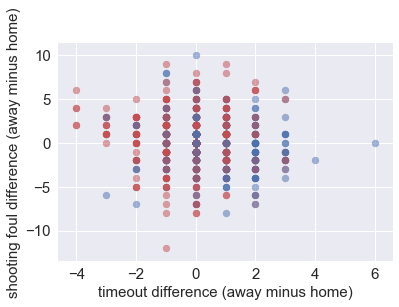 shooting foul difference (away minus home)
10
5
0
−5
−10
−4 −2 0 2 4 6
timeout difference (away minus home)